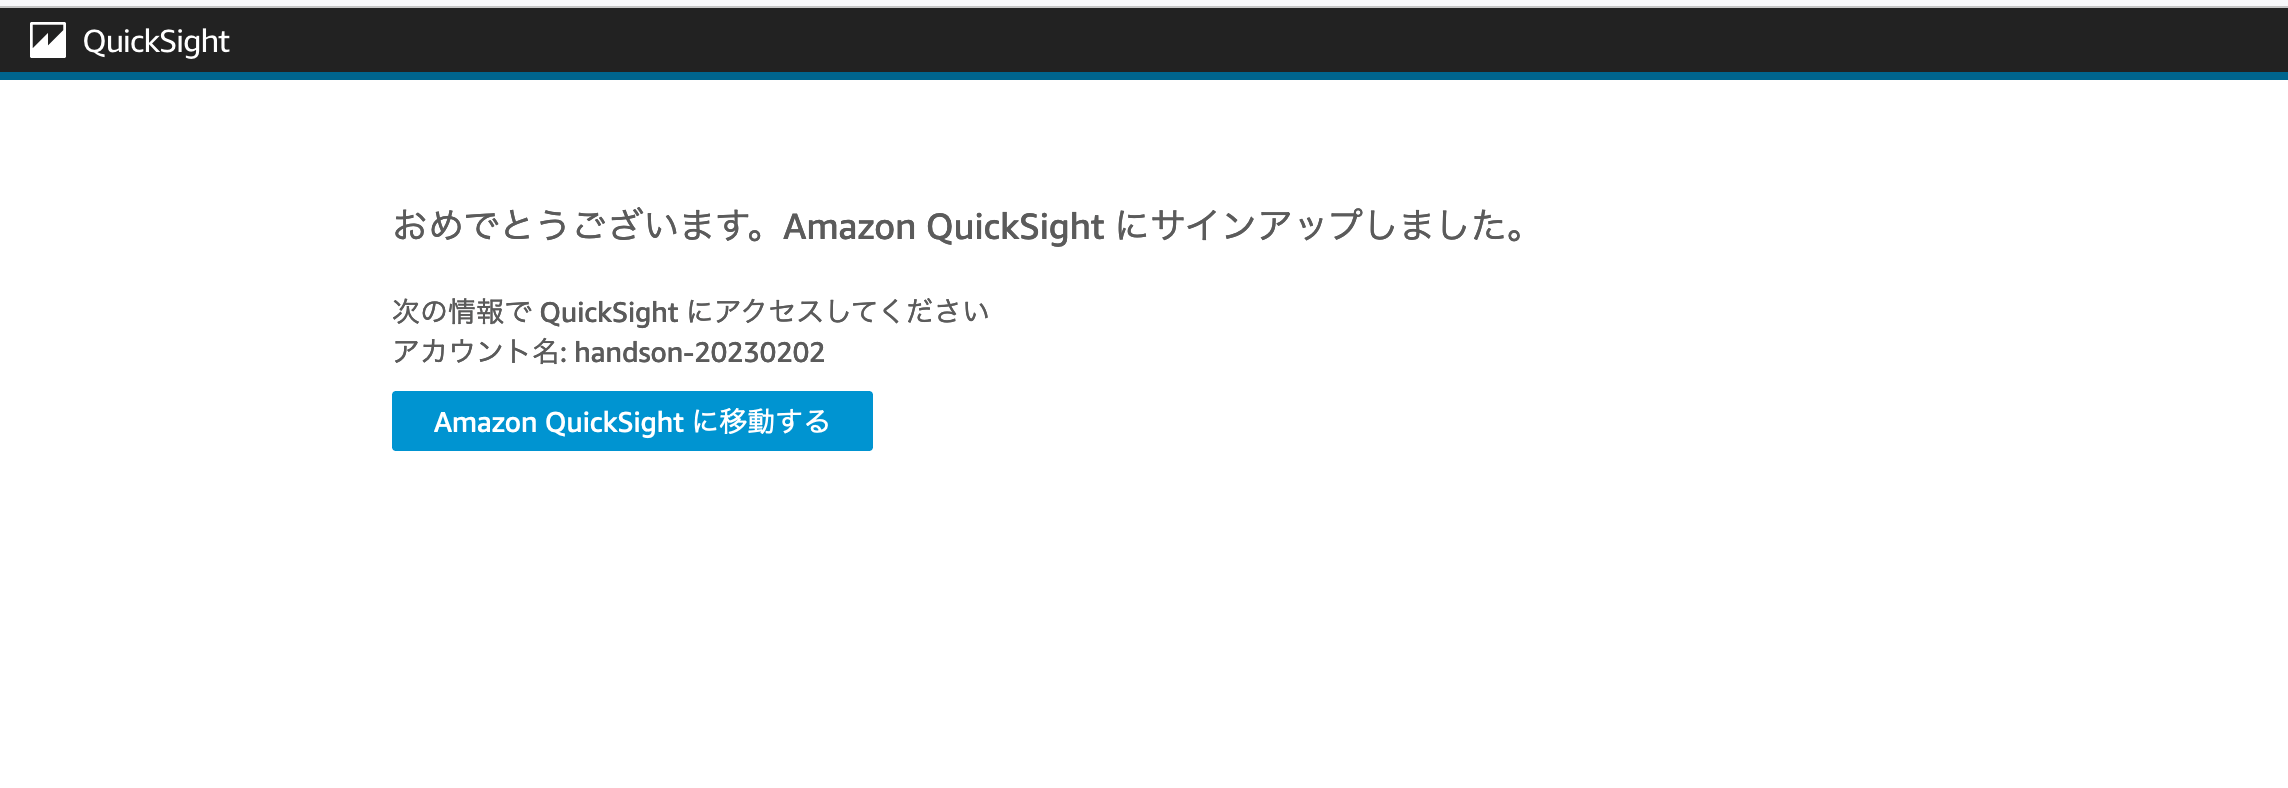 QuickSight
おめでとうございます。Amazon QuickSight にサインアップしました。
次の情報で QuickSight にアクセスしてください
アカウント名: handson-20230202
Amazon QuickSight に移動する